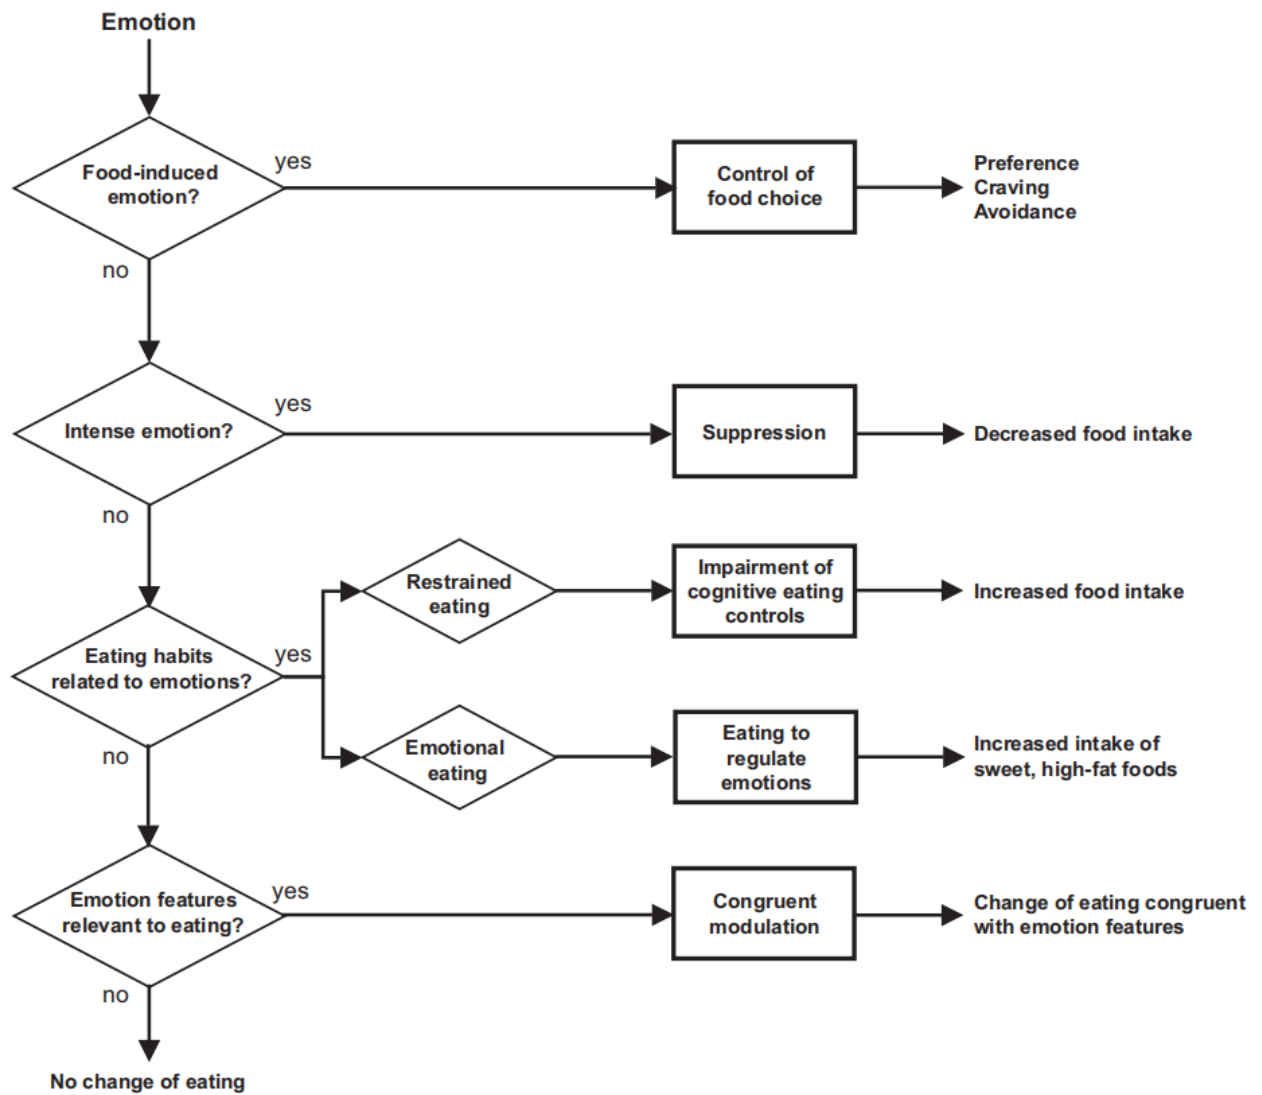 Emotion
Food-induced
emotion?
yes
Control of
food choice
Preference
Craving
Avoidance
no
Intense emotion?
yes
Suppression
Decreased food intake
no
Eating habits
related to emotions?
yes
Restrained
eating
Impairment of
cognitive eating
controls
Increased food intake
Emotional
eating
Eating to
regulate
emotions
Increased intake of
sweet, high-fat foods
no
Emotion features
relevant to eating?
yes
Congruent
modulation
Change of eating congruent
with emotion features
no
No change of eating